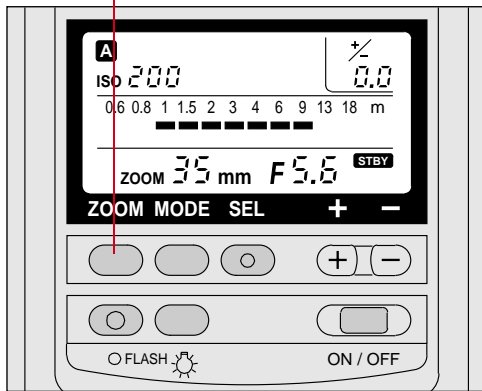 A
ISO 200
+/- 0.0
0.6 0.8 1 1.5 2 3 4 6 9 13 18 m
ZOOM 35 mm F 5.6 STBY
ZOOM MODE SEL + −
+ −
FLASH ON / OFF